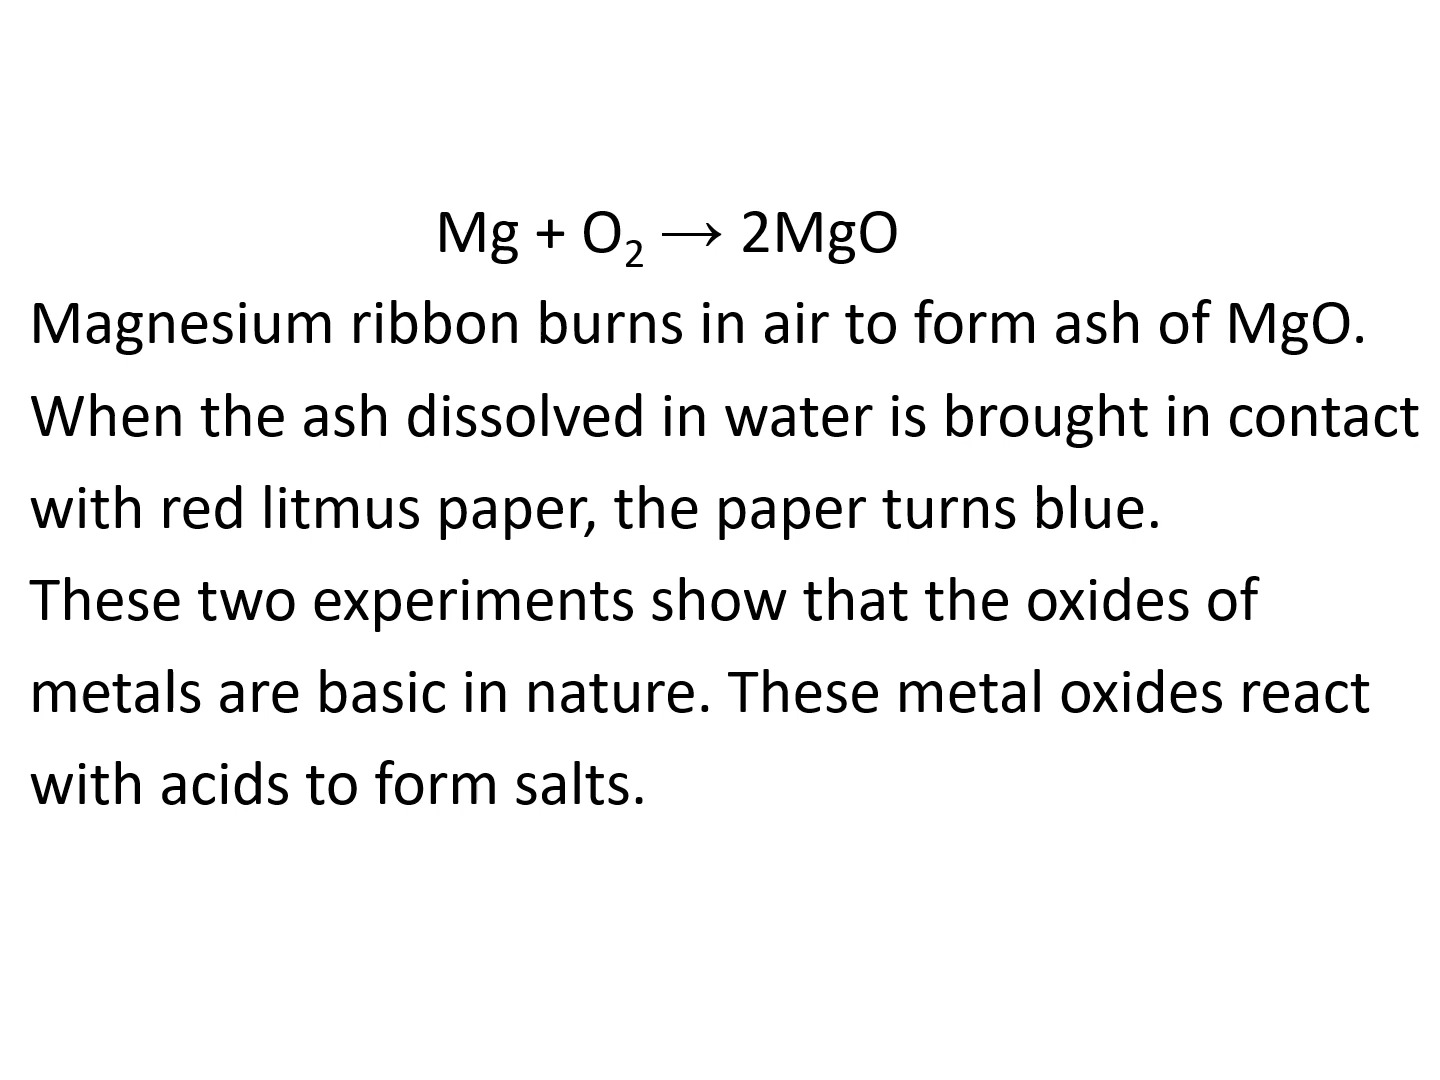 Mg + O₂ → 2MgO
Magnesium ribbon burns in air to form ash of MgO.
When the ash dissolved in water is brought in contact
with red litmus paper, the paper turns blue.
These two experiments show that the oxides of
metals are basic in nature. These metal oxides react
with acids to form salts.